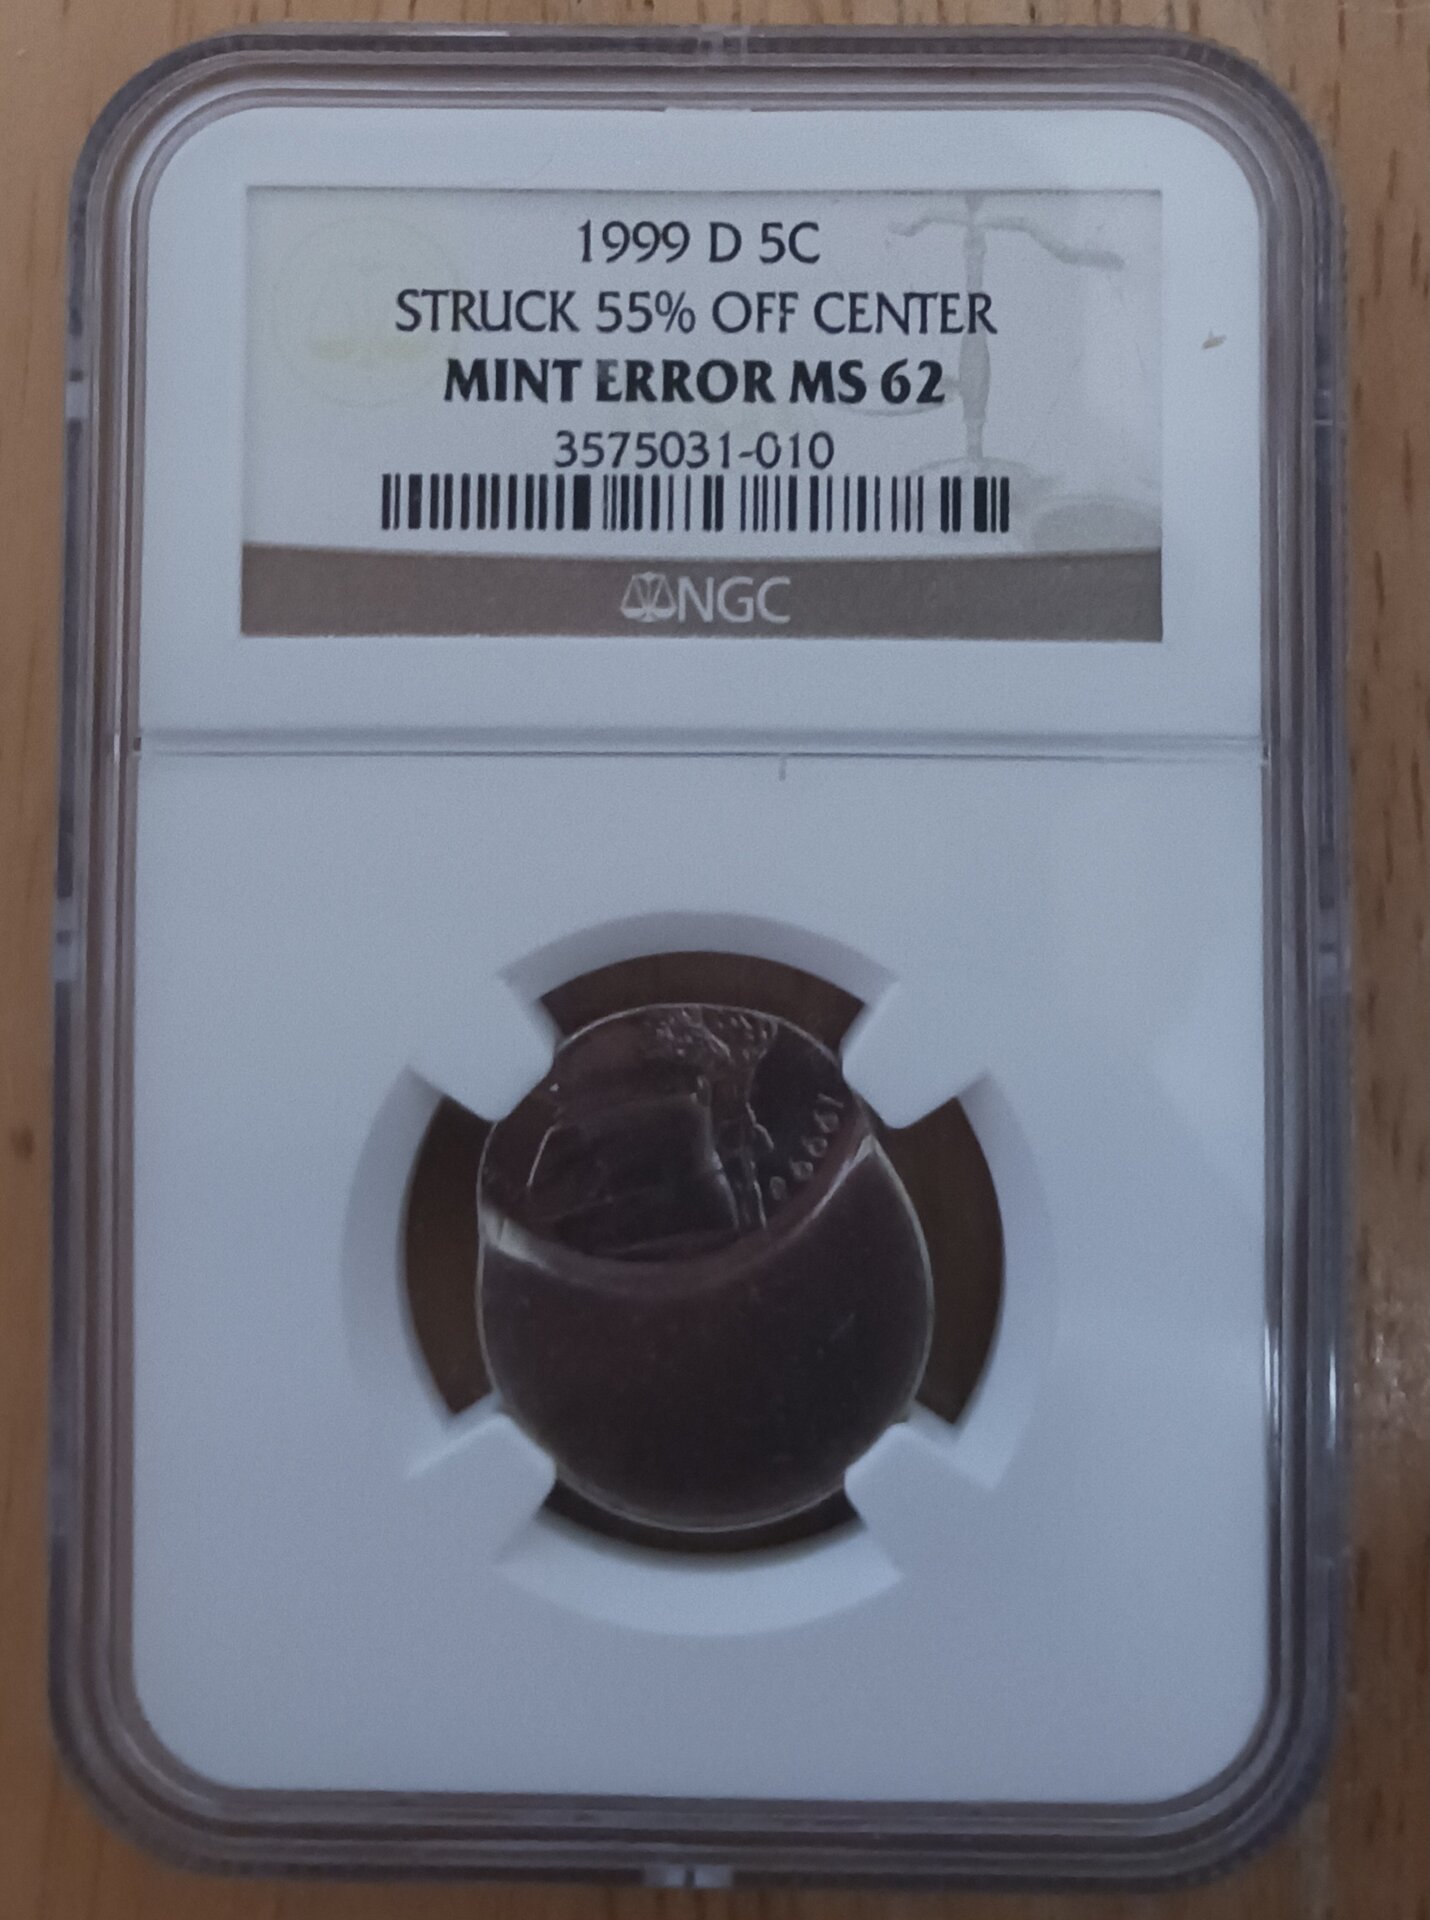 1999 D 5C
STRUCK 55% OFF CENTER
MINT ERROR MS 62
3575031-010
NGC
1999